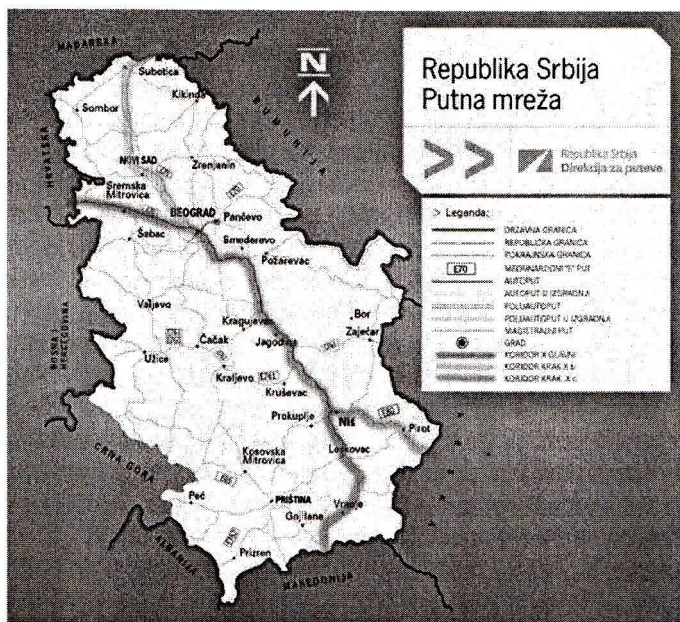 Republika Srbija
Putna mreža
Republika Srbija
Direkcija za puteve
> Legenda:
DRŽAVNA GRANICA
REPUBLIČKA GRANICA
POKRAJINSKA GRANICA
E70
MEĐUNARODNI "E" PUT
AUTOPUT
AUTOPUT U IZGRADNJI
POLUAUTOPUT
POLUAUTOPUT U IZGRADNJI
MAGISTRALNI PUT
GRAD
KORIDOR X GLAVNI
KORIDOR KRAK X b
KORIDOR KRAK X c
N
MAĐARSKA
RUMUNIJA
HRVATSKA
BOSNA I
HERCEGOVINA
CRNA GORA
ALBANIJA
MAKEDONIJA
Subotica
Sombor
Kikinda
NOVI SAD
Zrenjanin
Sremska
Mitrovica
BEOGRAD
Pančevo
Šabac
Smederevo
Požarevac
Valjevo
Kragujevac
Jagodina
Bor
Zaječar
Čačak
Užice
Kraljevo
Kruševac
Prokuplje
NIŠ
Pirot
Leskovac
Kosovska
Mitrovica
Peć
PRIŠTINA
Vranje
Gnjilane
Prizren